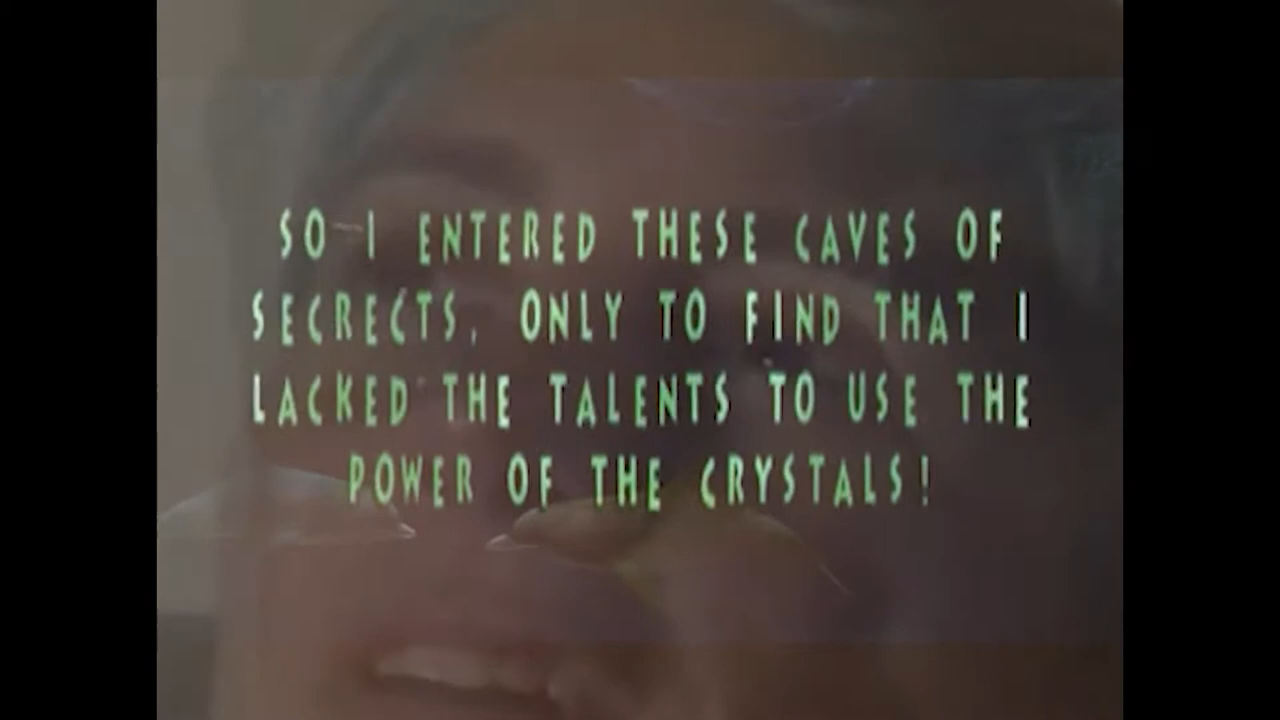 SO I ENTERED THESE CAVES OF
SECRECTS, ONLY TO FIND THAT I
LACKED THE TALENTS TO USE THE
POWER OF THE CRYSTALS!